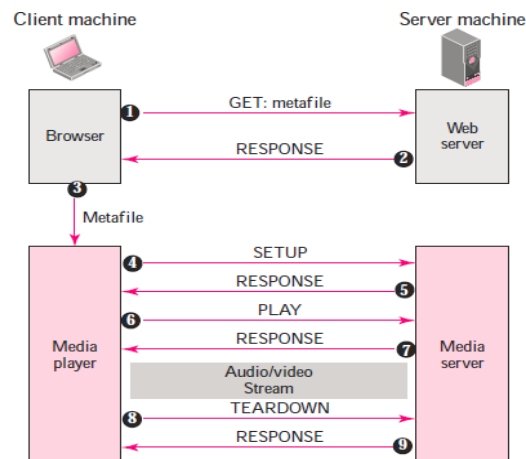 Client machine
Server machine
1
GET: metafile
Browser
Web
server
RESPONSE
2
3
Metafile
SETUP
4
RESPONSE
5
PLAY
6
RESPONSE
7
Media
player
Media
server
Audio/video
Stream
TEARDOWN
8
RESPONSE
9